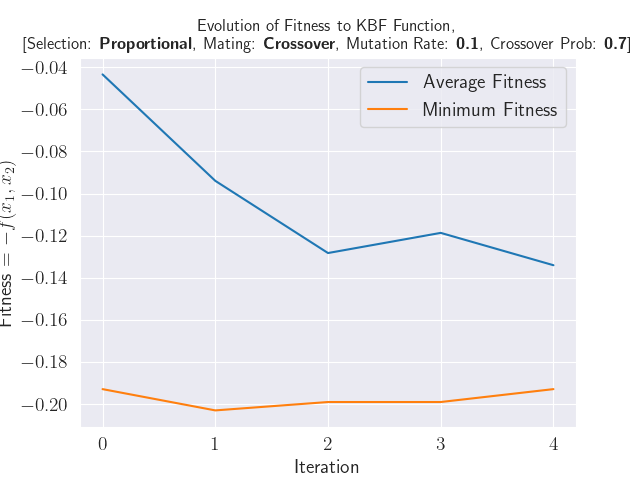 Evolution of Fitness to KBF Function,
[Selection: Proportional, Mating: Crossover, Mutation Rate: 0.1, Crossover Prob: 0.7]
Average Fitness
Minimum Fitness
Fitness = −f(x₁, x₂)
−0.04
−0.06
−0.08
−0.10
−0.12
−0.14
−0.16
−0.18
−0.20
0 1 2 3 4
Iteration